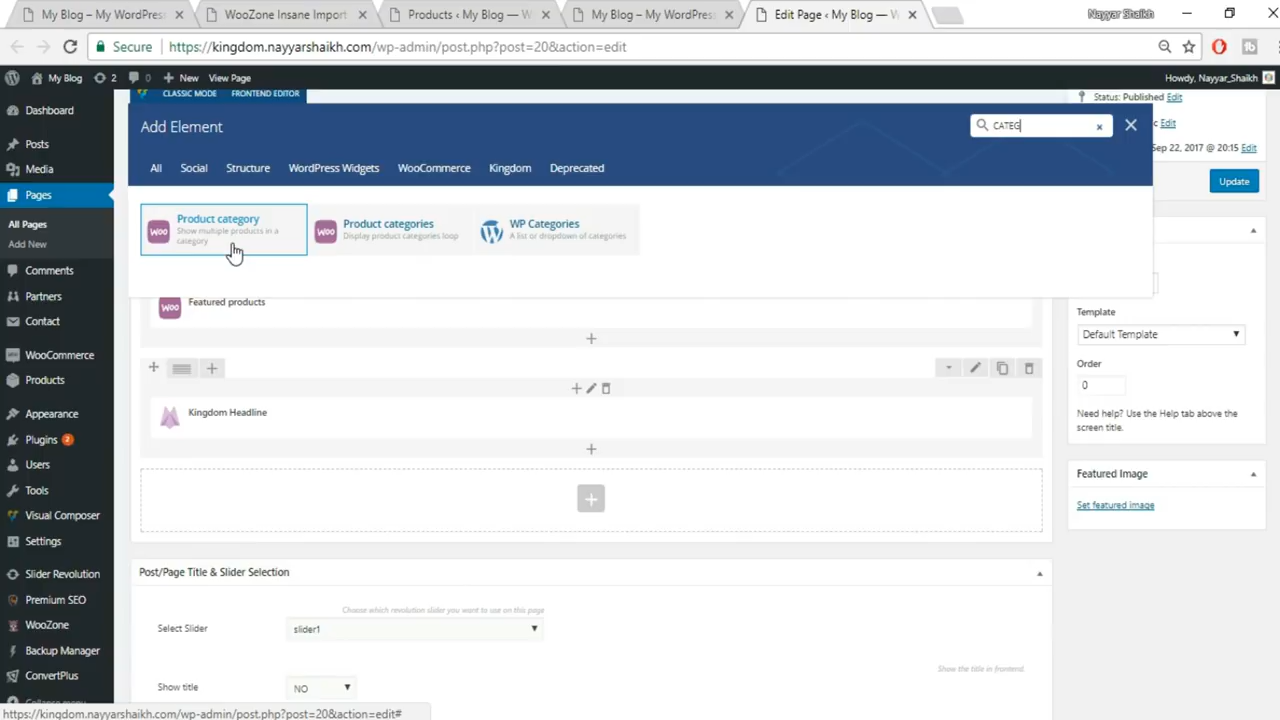 My Blog – My WordPress
WooZone Insane Import
Products ‹ My Blog — W
My Blog – My WordPress
Edit Page ‹ My Blog — W
Nayyar Shaikh
Secure
https://kingdom.nayyarshaikh.com/wp-admin/post.php?post=20&action=edit
My Blog
2
0
New
View Page
Howdy, Nayyar_Shaikh
Dashboard
Posts
Media
Pages
All Pages
Add New
Comments
Partners
Contact
WooCommerce
Products
Appearance
Plugins 2
Users
Tools
Visual Composer
Settings
Slider Revolution
Premium SEO
WooZone
Backup Manager
ConvertPlus
Collapse menu
CLASSIC MODE
FRONTEND EDITOR
Add Element
CATEG
All
Social
Structure
WordPress Widgets
WooCommerce
Kingdom
Deprecated
WOO
Product category
Show multiple products in a
category
WOO
Product categories
Display product categories loop
WP Categories
A list or dropdown of categories
WOO
Featured products
Kingdom Headline
Post/Page Title & Slider Selection
Choose which revolution slider you want to use on this page
Select Slider
slider1
Show the title in frontend.
Show title
NO
Status: Published Edit
Edit
Sep 22, 2017 @ 20:15 Edit
Update
Template
Default Template
Order
0
Need help? Use the Help tab above the
screen title.
Featured Image
Set featured image
https://kingdom.nayyarshaikh.com/wp-admin/post.php?post=20&action=edit#